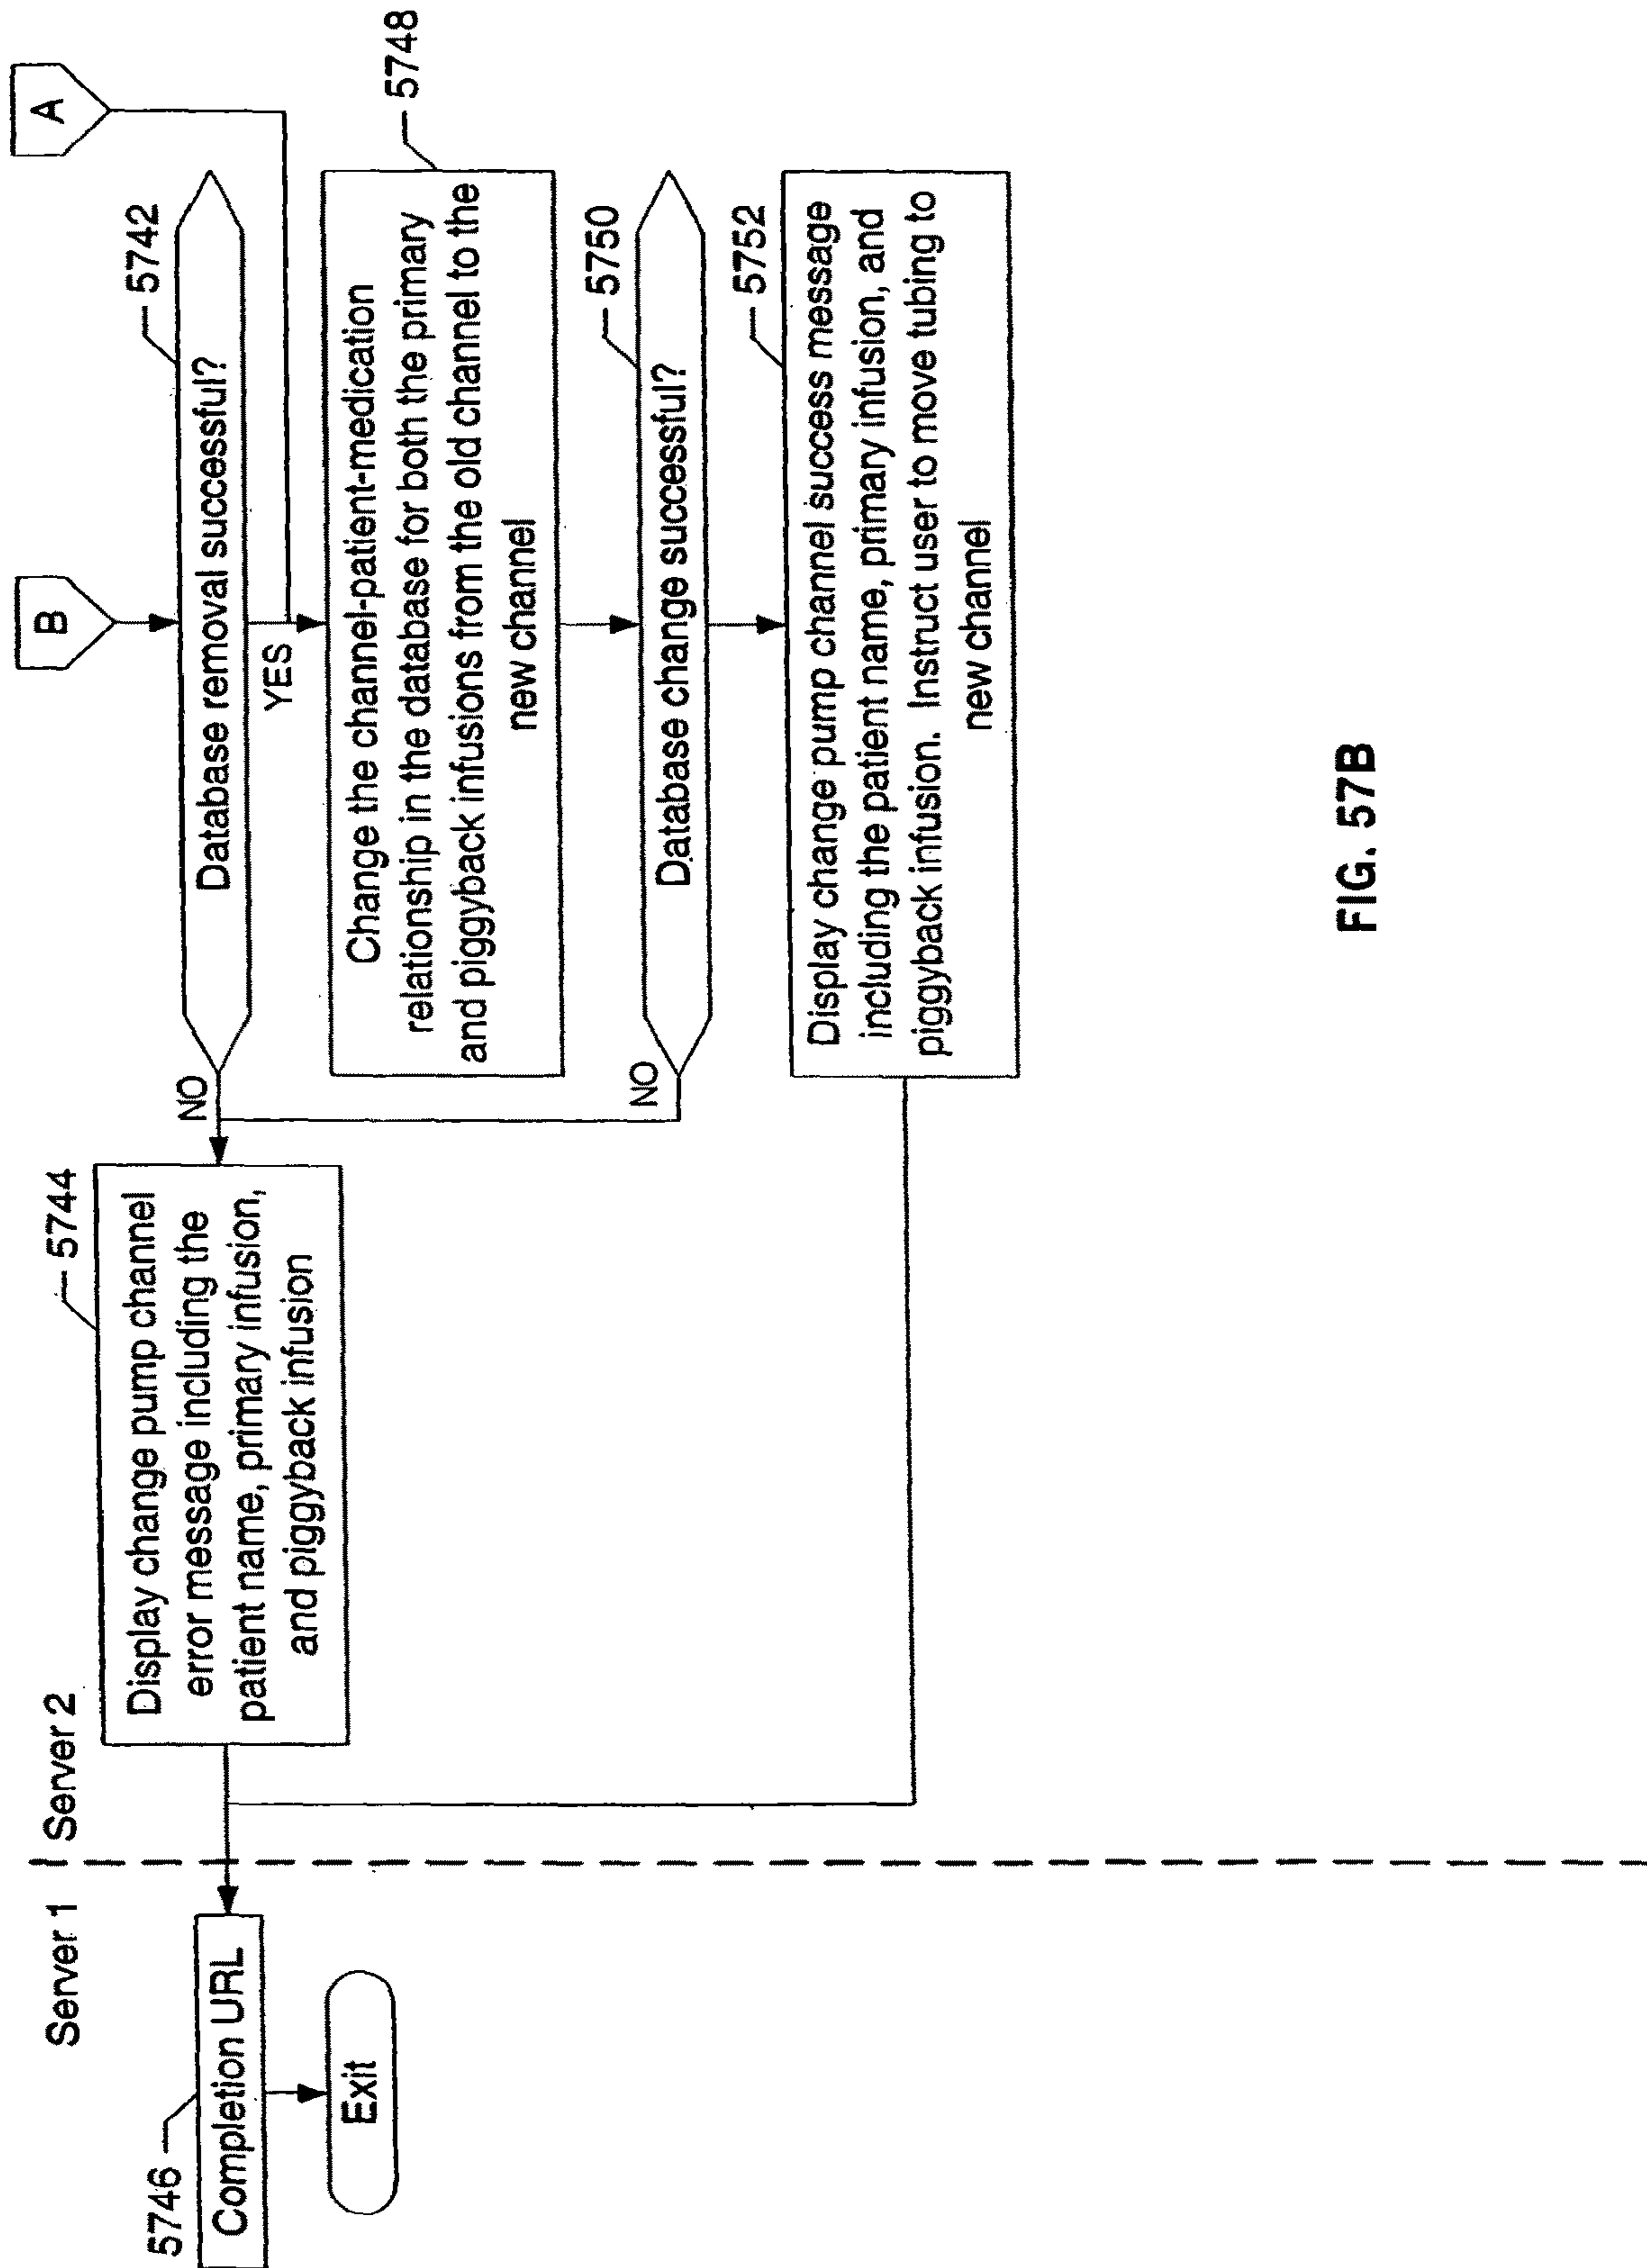 Server 1
Server 2
B
A
5742
Database removal successful?
NO
YES
5744
Display change pump channel
error message including the
patient name, primary infusion,
and piggyback infusion
5746
Completion URL
Exit
5748
Change the channel-patient-medication
relationship in the database for both the primary
and piggyback infusions from the old channel to the
new channel
5750
Database change successful?
NO
5752
Display change pump channel success message
including the patient name, primary infusion, and
piggyback infusion. Instruct user to move tubing to
new channel
FIG. 57B